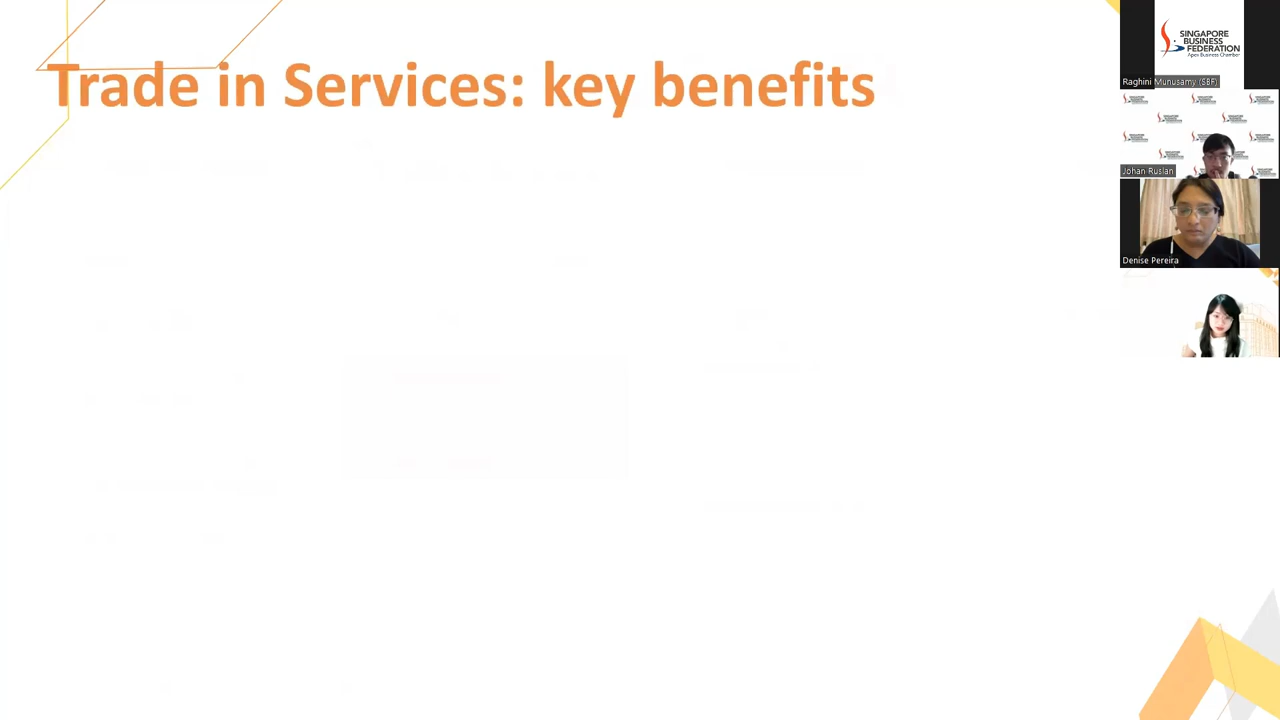 Trade in Services: key benefits
SINGAPORE
BUSINESS
FEDERATION
Apex Business Chamber
Raghini Munusamy (SBF)
Johan Ruslan
Denise Pereira